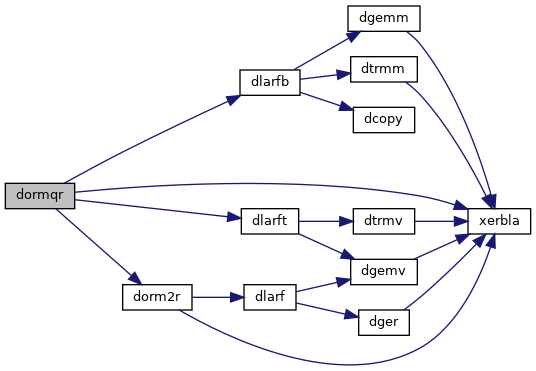 dgemm
dtrmm
dlarfb
dcopy
dormqr
dlarft
dtrmv
xerbla
dgemv
dorm2r
dlarf
dger